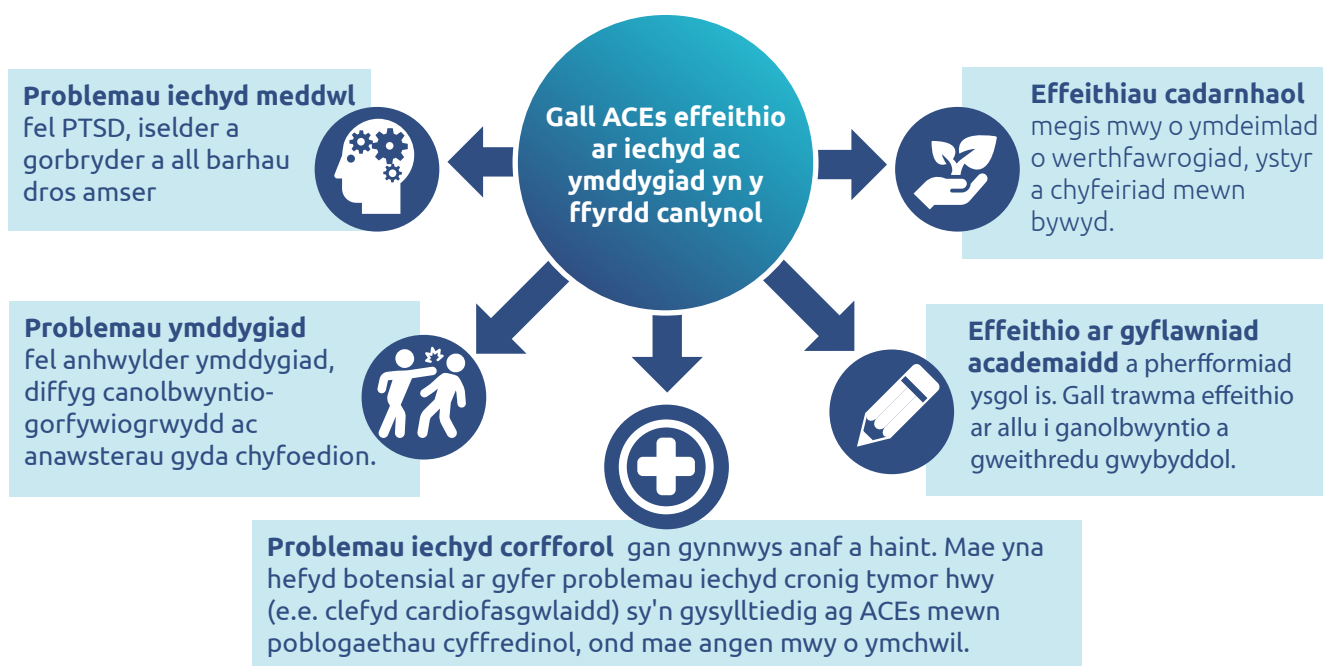 Gall ACEs effeithio
ar iechyd ac
ymddygiad yn y
ffyrdd canlynol
Problemau iechyd meddwl
fel PTSD, iselder a
gorbryder a all barhau
dros amser
Effeithiau cadarnhaol
megis mwy o ymdeimlad
o werthfawrogiad, ystyr
a chyfeiriad mewn
bywyd.
Problemau ymddygiad
fel anhwylder ymddygiad,
diffyg canolbwyntio-
gorfywiogrwydd ac
anawsterau gyda chyfoedion.
Effeithio ar gyflawniad
academaidd a pherfformiad
ysgol is. Gall trawma effeithio
ar allu i ganolbwyntio a
gweithredu gwybyddol.
Problemau iechyd corfforol gan gynnwys anaf a haint. Mae yna
hefyd botensial ar gyfer problemau iechyd cronig tymor hwy
(e.e. clefyd cardiofasgwlaidd) sy'n gysylltiedig ag ACEs mewn
poblogaethau cyffredinol, ond mae angen mwy o ymchwil.